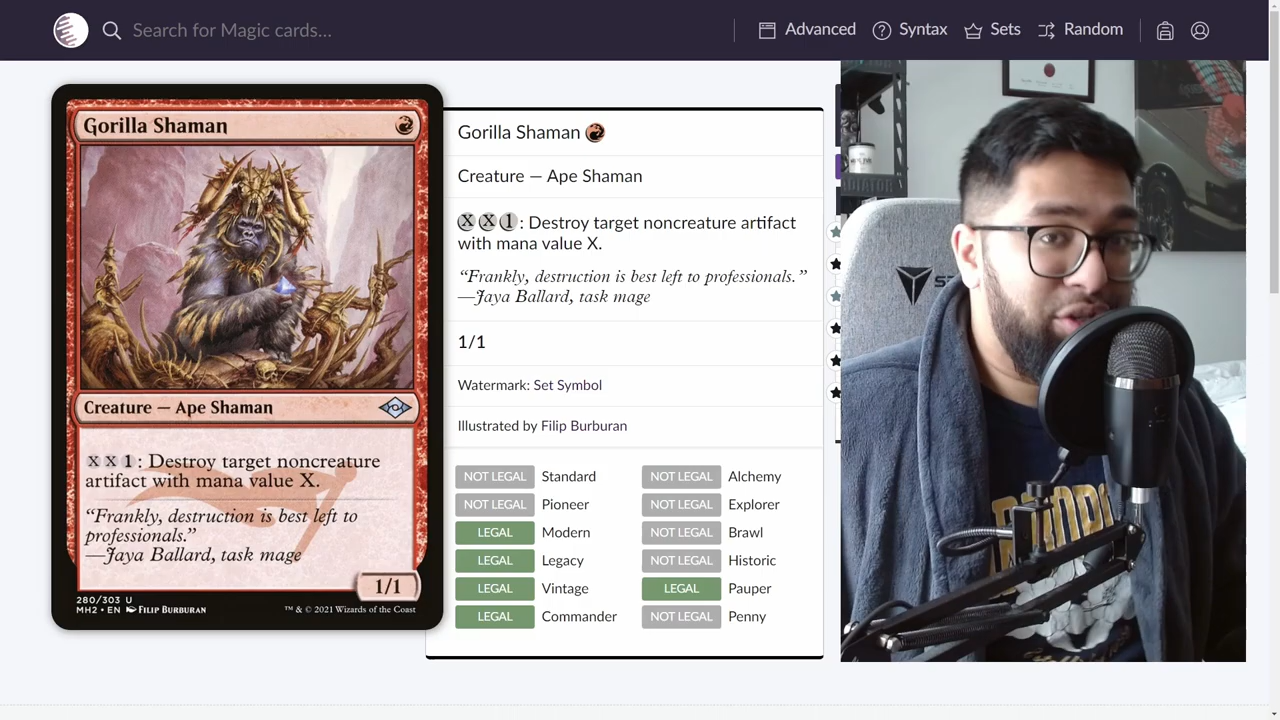 Search for Magic cards...
Advanced
Syntax
Sets
Random
Gorilla Shaman
Creature — Ape Shaman
X X 1 : Destroy target noncreature
artifact with mana value X.
“Frankly, destruction is best left to
professionals.”
—Jaya Ballard, task mage
1/1
280/303 U
MH2 • EN FILIP BURBURAN
™ & © 2021 Wizards of the Coast
Gorilla Shaman
Creature — Ape Shaman
X X 1 : Destroy target noncreature artifact
with mana value X.
“Frankly, destruction is best left to professionals.”
—Jaya Ballard, task mage
1/1
Watermark: Set Symbol
Illustrated by Filip Burburan
NOT LEGAL Standard NOT LEGAL Alchemy
NOT LEGAL Pioneer NOT LEGAL Explorer
LEGAL Modern NOT LEGAL Brawl
LEGAL Legacy NOT LEGAL Historic
LEGAL Vintage LEGAL Pauper
LEGAL Commander NOT LEGAL Penny